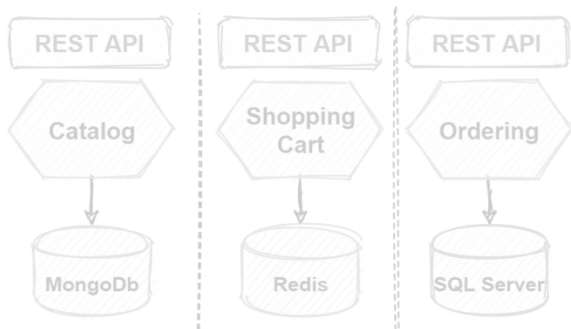 REST API
REST API
REST API
Catalog
Shopping
Cart
Ordering
MongoDb
Redis
SQL Server